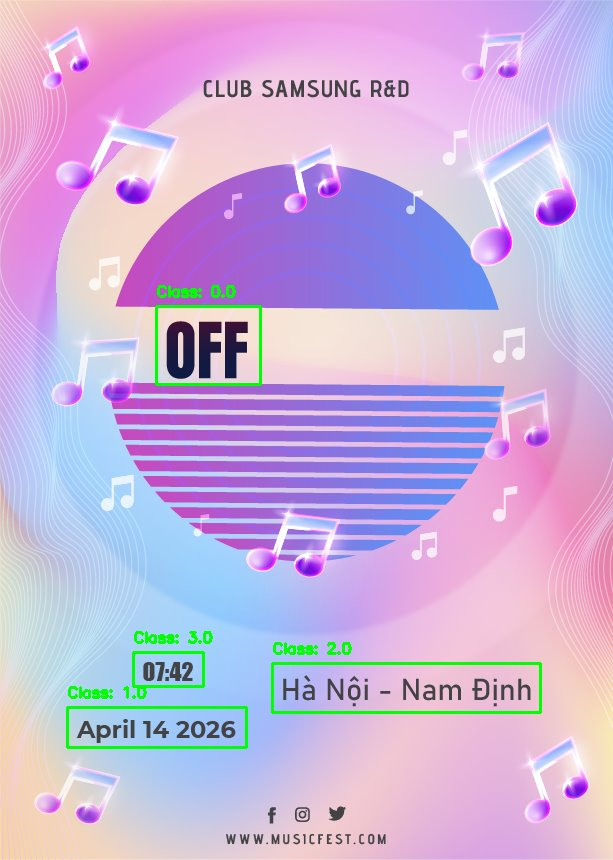 CLUB SAMSUNG R&D
Class: 0.0
OFF
Class: 3.0
07:42
Class: 2.0
Hà Nội - Nam Định
Class: 1.0
April 14 2026
WWW.MUSICFEST.COM